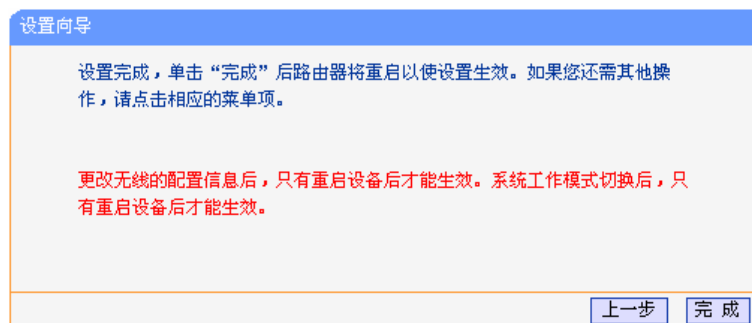 设置向导
设置完成，单击“完成”后路由器将重启以使设置生效。如果您还需其他操
作，请点击相应的菜单项。
更改无线的配置信息后，只有重启设备后才能生效。系统工作模式切换后，只
有重启设备后才能生效。
上一步 完 成